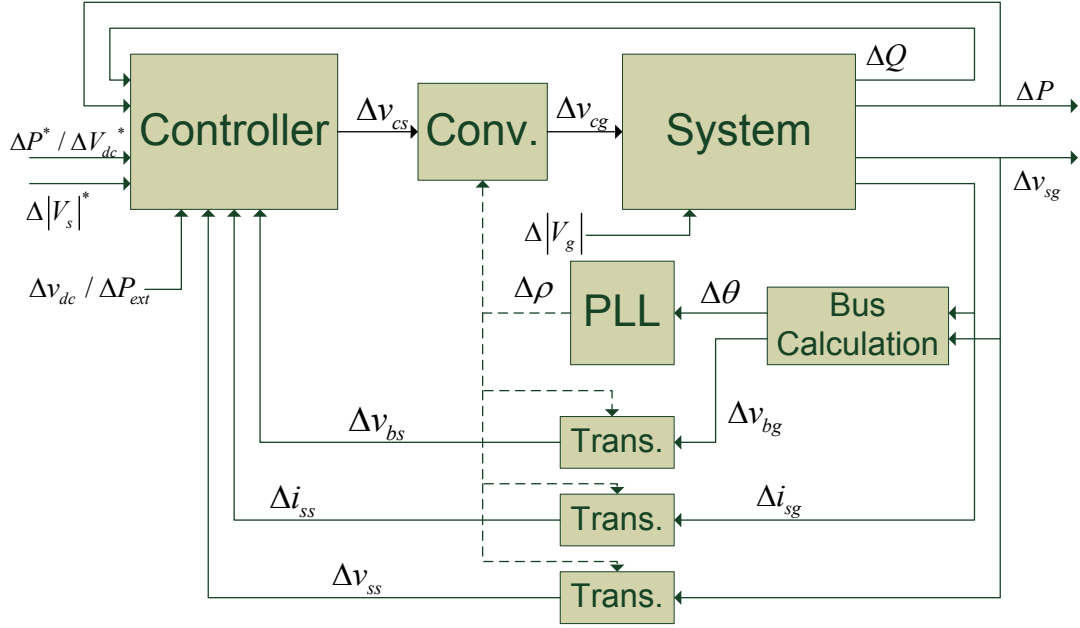 ΔQ
ΔP
Controller
Δv_cs
Conv.
Δv_cg
System
ΔP^* / ΔV_dc^*
Δv_sg
Δ|V_s|^*
Δ|V_g|
Δv_dc / ΔP_ext
Δρ
PLL
Δθ
Bus
Calculation
Δv_bs
Trans.
Δv_bg
Δi_ss
Trans.
Δi_sg
Δv_ss
Trans.